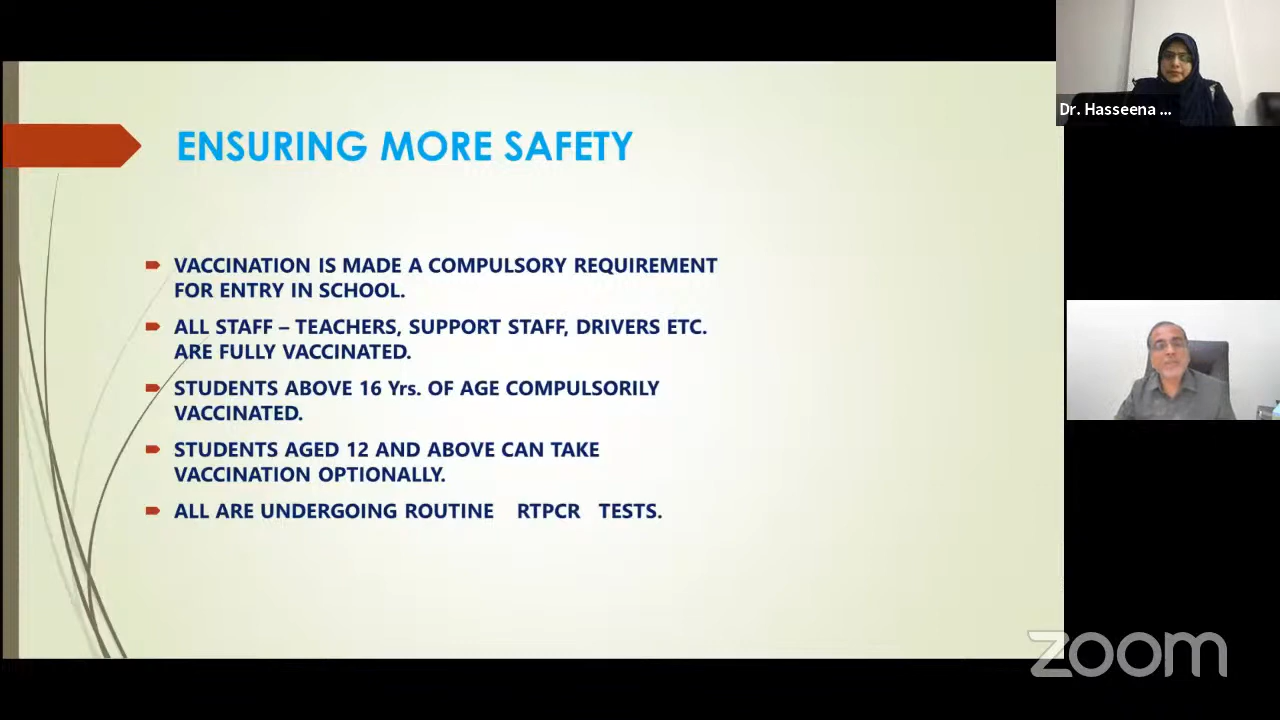 ENSURING MORE SAFETY
VACCINATION IS MADE A COMPULSORY REQUIREMENT
FOR ENTRY IN SCHOOL.
ALL STAFF – TEACHERS, SUPPORT STAFF, DRIVERS ETC.
ARE FULLY VACCINATED.
STUDENTS ABOVE 16 Yrs. OF AGE COMPULSORILY
VACCINATED.
STUDENTS AGED 12 AND ABOVE CAN TAKE
VACCINATION OPTIONALLY.
ALL ARE UNDERGOING ROUTINE RTPCR TESTS.
Dr. Hasseena ...
zoom